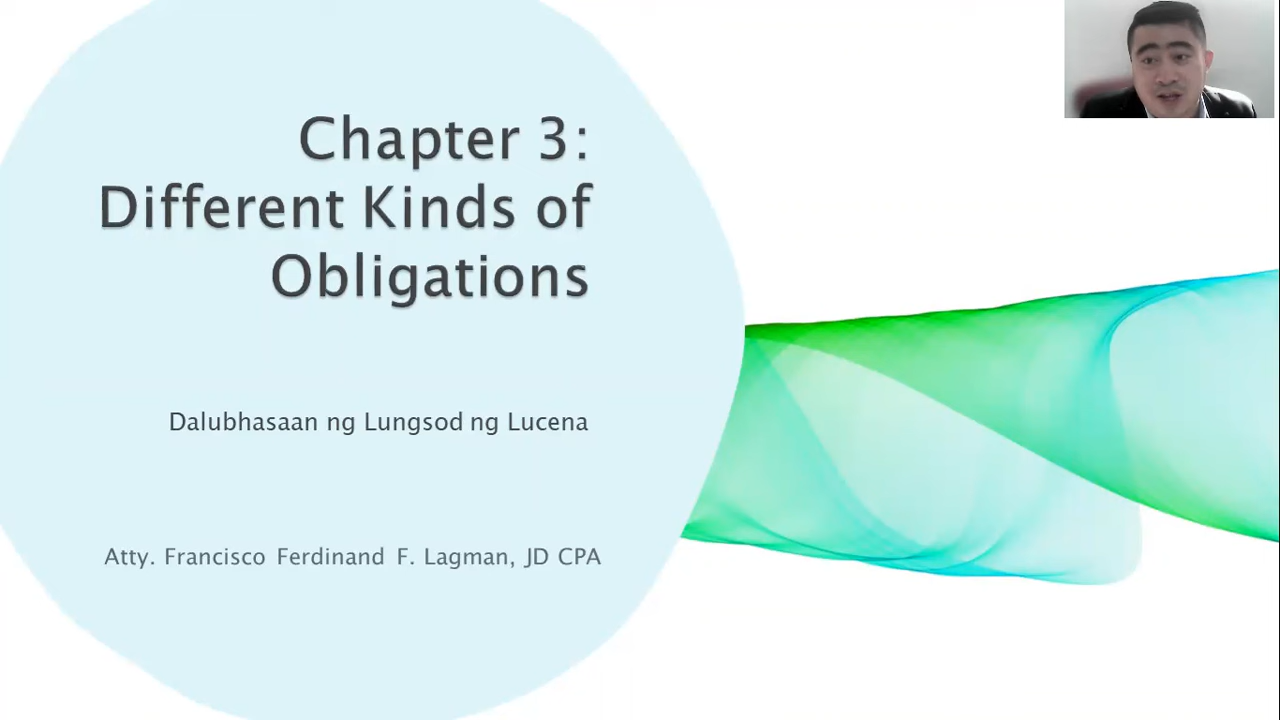 Chapter 3:
Different Kinds of
Obligations
Dalubhasaan ng Lungsod ng Lucena
Atty. Francisco Ferdinand F. Lagman, JD CPA